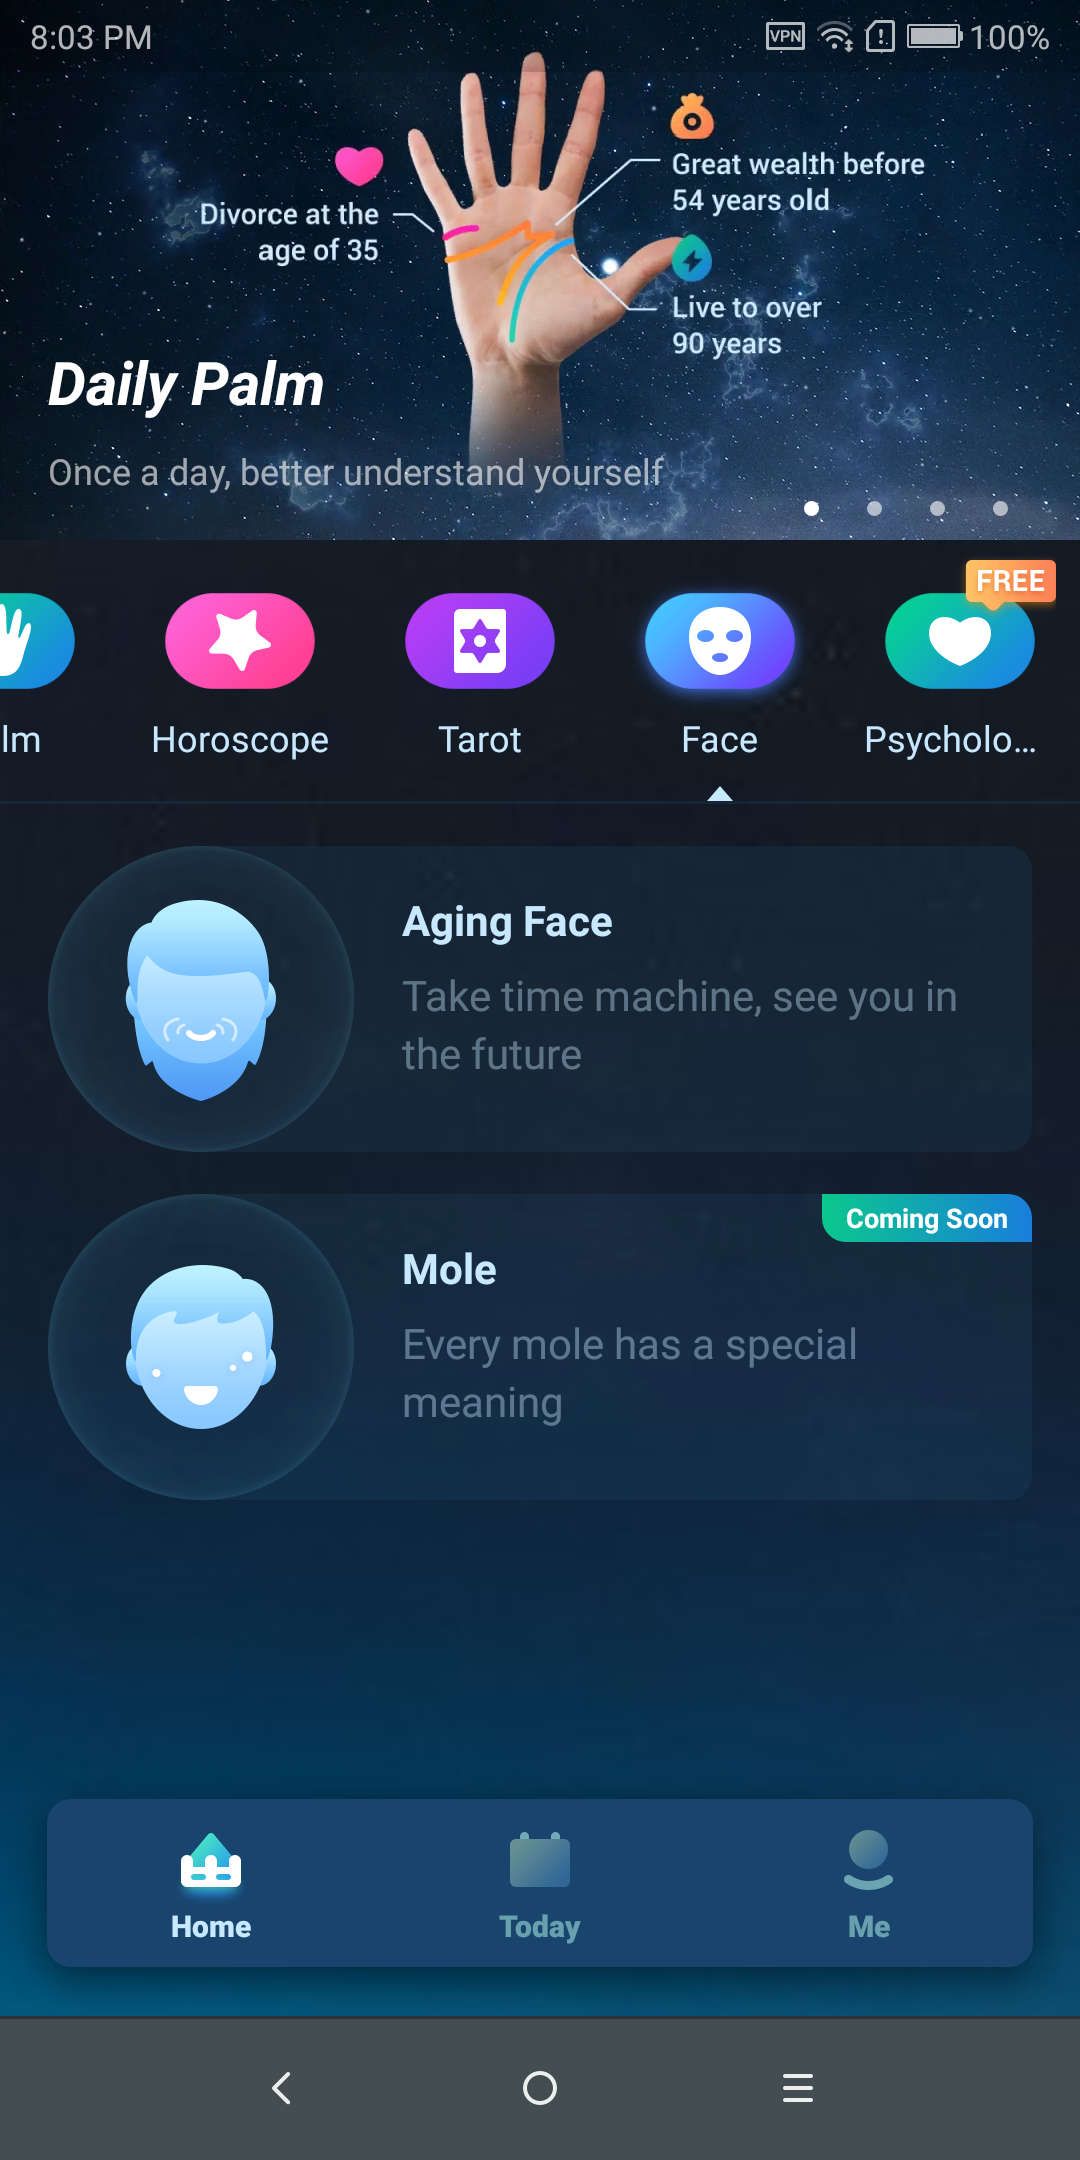 8:03 PM
VPN
100%
Great wealth before
54 years old
Divorce at the
age of 35
Live to over
90 years
Daily Palm
Once a day, better understand yourself
FREE
lm
Horoscope
Tarot
Face
Psycholo...
Aging Face
Take time machine, see you in
the future
Coming Soon
Mole
Every mole has a special
meaning
Home
Today
Me